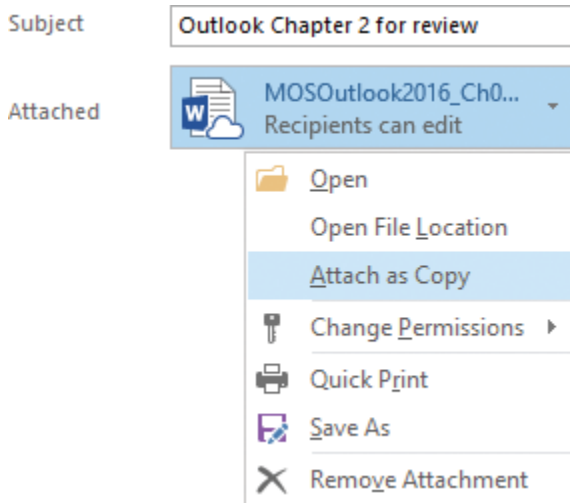 Subject
Outlook Chapter 2 for review
Attached
W
MOSOutlook2016_Ch0...
Recipients can edit
Open
Open File Location
Attach as Copy
Change Permissions
Quick Print
Save As
Remove Attachment